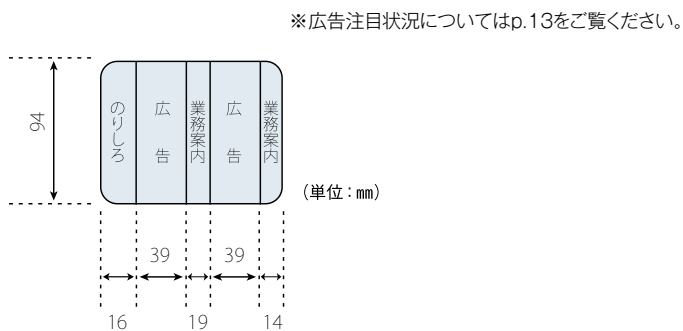 ※広告注目状況についてはp.13をご覧ください。
94
のりしろ
広告
業務案内
広告
業務案内
（単位：㎜）
39
39
16
19
14